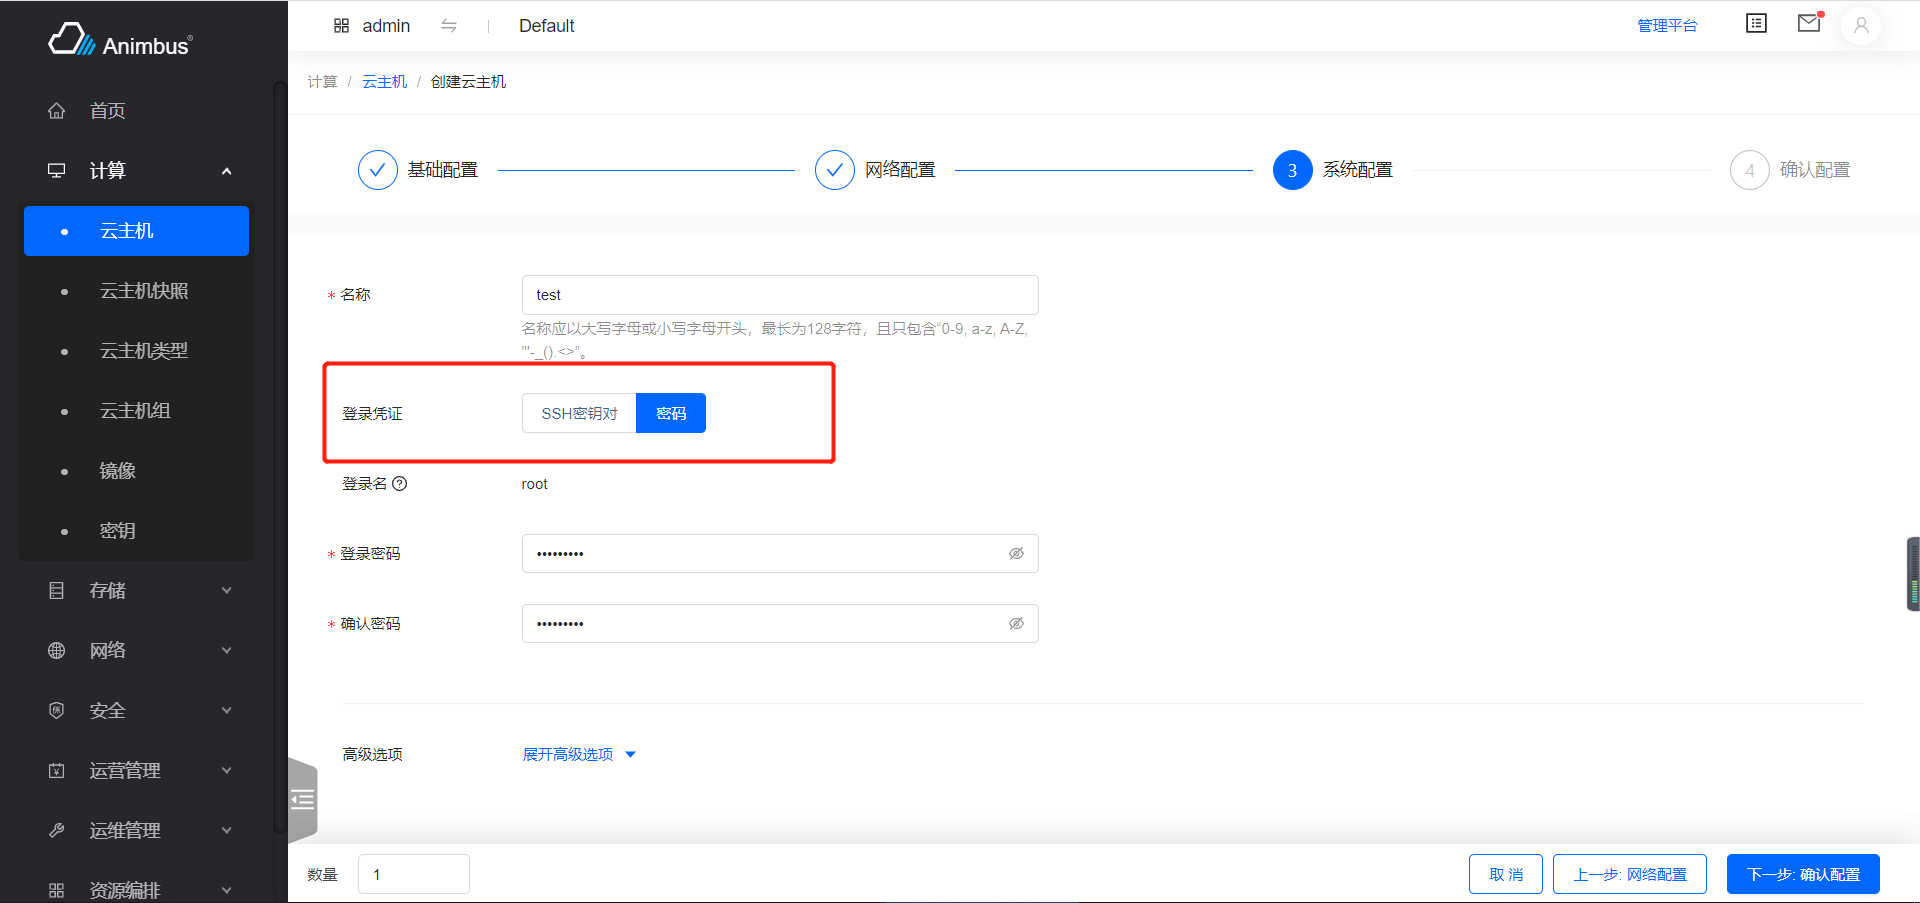 Animbus®
admin
Default
管理平台
首页
计算
云主机
云主机快照
云主机类型
云主机组
镜像
密钥
存储
网络
安全
运营管理
运维管理
资源编排
计算 / 云主机 / 创建云主机
基础配置
网络配置
3 系统配置
4 确认配置
* 名称
test
名称应以大写字母或小写字母开头，最长为128字符，且只包含“0-9, a-z, A-Z,
"'-_().<>”。
登录凭证
SSH密钥对
密码
登录名
root
* 登录密码
•••••••••
* 确认密码
•••••••••
高级选项
展开高级选项
数量
1
取 消
上一步: 网络配置
下一步: 确认配置